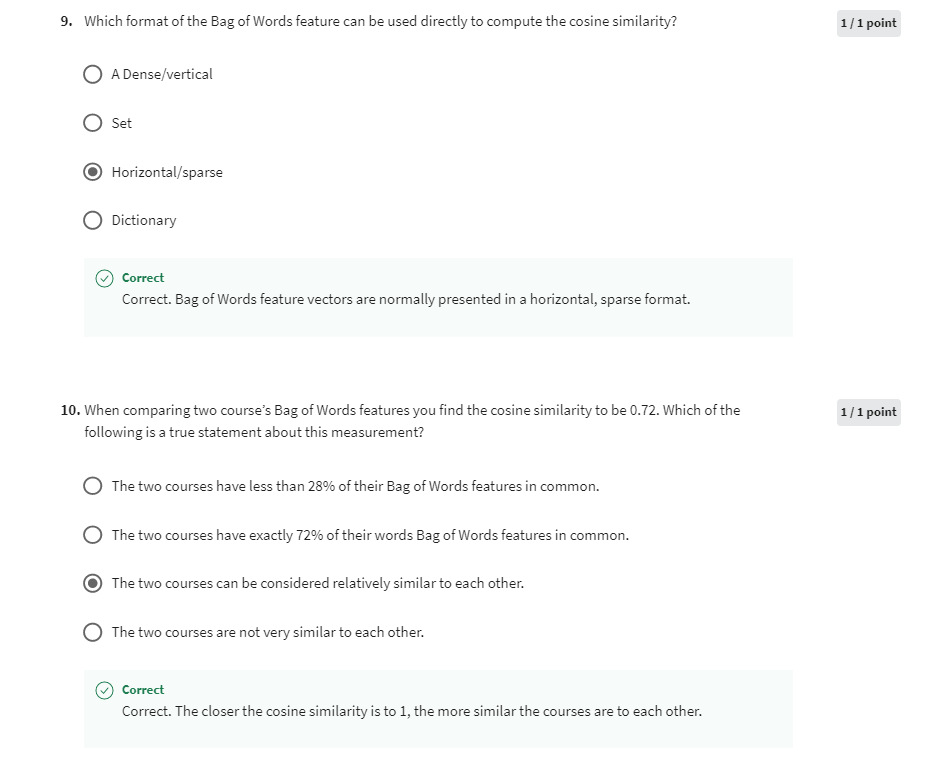 9. Which format of the Bag of Words feature can be used directly to compute the cosine similarity?
1 / 1 point
A Dense/vertical
Set
Horizontal/sparse
Dictionary
Correct
Correct. Bag of Words feature vectors are normally presented in a horizontal, sparse format.
10. When comparing two course's Bag of Words features you find the cosine similarity to be 0.72. Which of the
1 / 1 point
following is a true statement about this measurement?
The two courses have less than 28% of their Bag of Words features in common.
The two courses have exactly 72% of their words Bag of Words features in common.
The two courses can be considered relatively similar to each other.
The two courses are not very similar to each other.
Correct
Correct. The closer the cosine similarity is to 1, the more similar the courses are to each other.